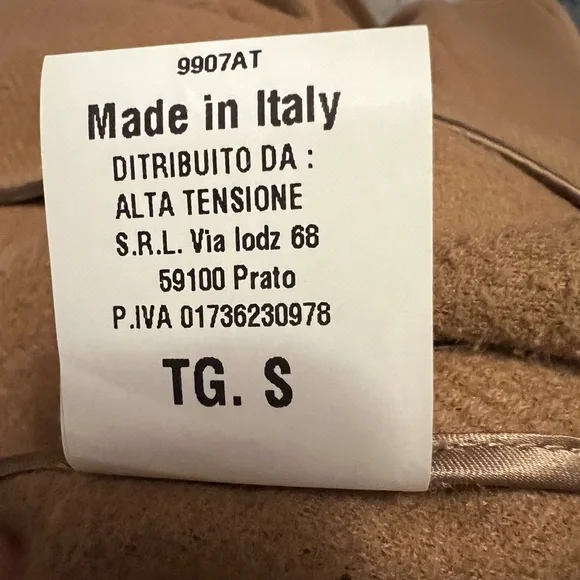 9907AT
Made in Italy
DITRIBUITO DA :
ALTA TENSIONE
S.R.L. Via lodz 68
59100 Prato
P.IVA 01736230978
TG. S